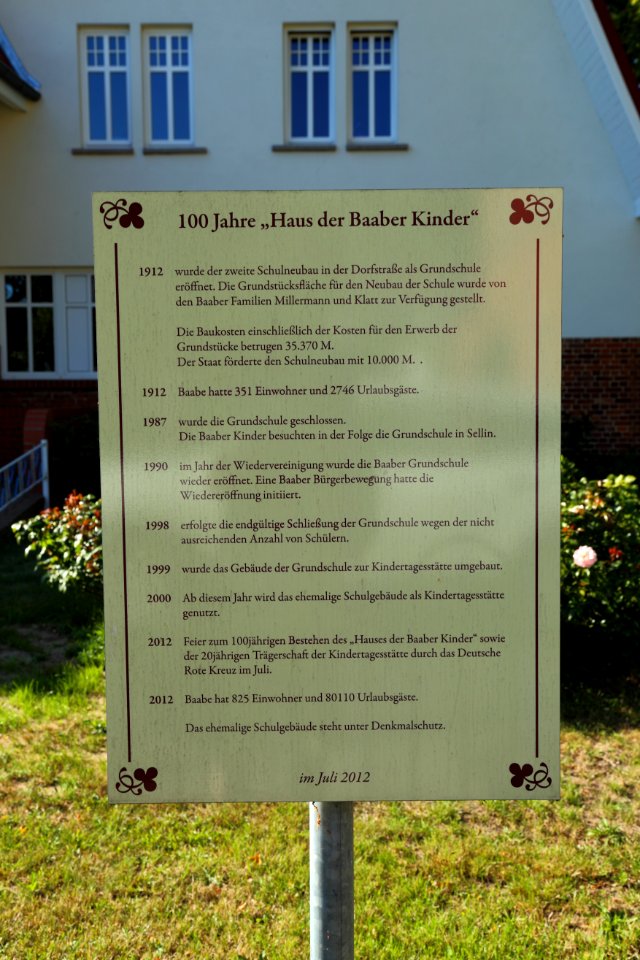 100 Jahre „Haus der Baaber Kinder“
1912 wurde der zweite Schulneubau in der Dorfstraße als Grundschule
eröffnet. Die Grundstücksfläche für den Neubau der Schule wurde von
den Baaber Familien Millermann und Klatt zur Verfügung gestellt.
Die Baukosten einschließlich der Kosten für den Erwerb der
Grundstücke betrugen 35.370 M.
Der Staat förderte den Schulneubau mit 10.000 M. .
1912 Baabe hatte 351 Einwohner und 2746 Urlaubsgäste.
1987 wurde die Grundschule geschlossen.
Die Baaber Kinder besuchten in der Folge die Grundschule in Sellin.
1990 im Jahr der Wiedervereinigung wurde die Baaber Grundschule
wieder eröffnet. Eine Baaber Bürgerbewegung hatte die
Wiedereröffnung initiiert.
1998 erfolgte die endgültige Schließung der Grundschule wegen der nicht
ausreichenden Anzahl von Schülern.
1999 wurde das Gebäude der Grundschule zur Kindertagesstätte umgebaut.
2000 Ab diesem Jahr wird das ehemalige Schulgebäude als Kindertagesstätte
genutzt.
2012 Feier zum 100jährigen Bestehen des „Hauses der Baaber Kinder“ sowie
der 20jährigen Trägerschaft der Kindertagesstätte durch das Deutsche
Rote Kreuz im Juli.
2012 Baabe hat 825 Einwohner und 80110 Urlaubsgäste.
Das ehemalige Schulgebäude steht unter Denkmalschutz.
im Juli 2012